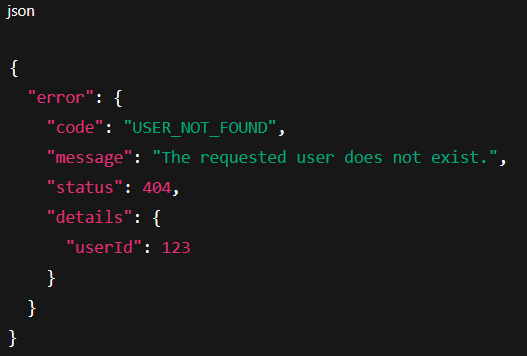 json
{
  "error": {
    "code": "USER_NOT_FOUND",
    "message": "The requested user does not exist.",
    "status": 404,
    "details": {
      "userId": 123
    }
  }
}